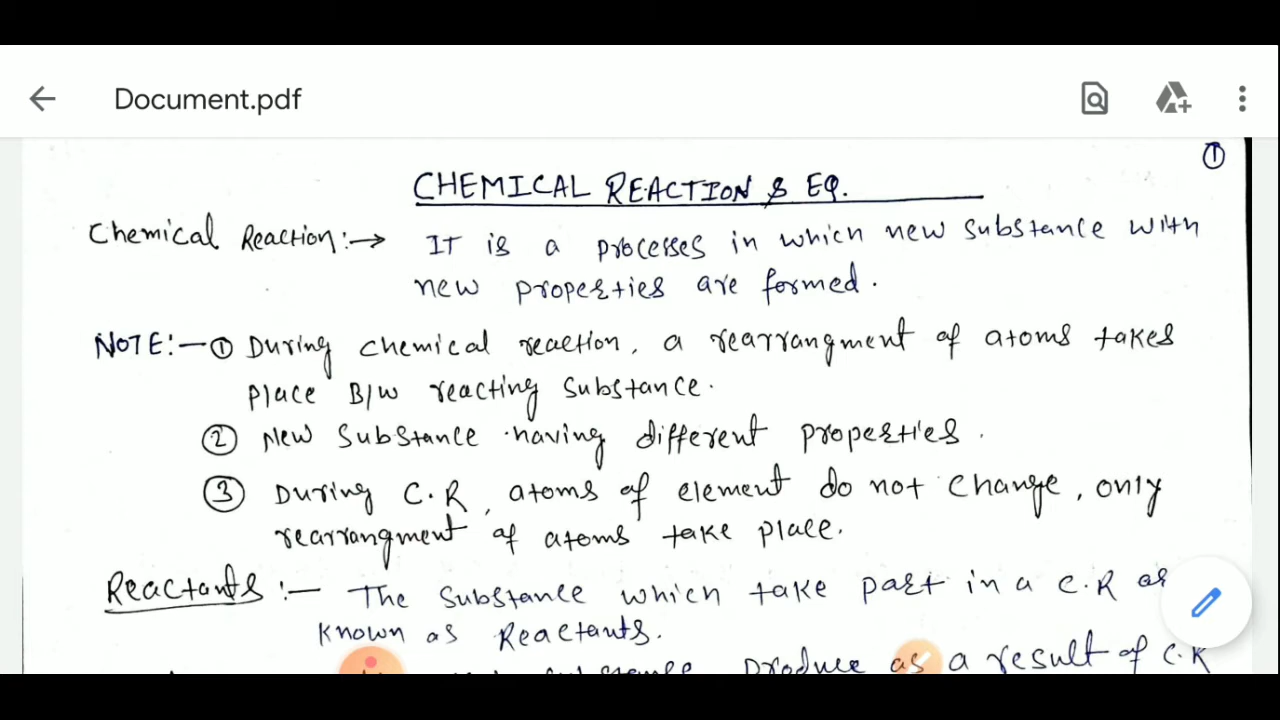 Document.pdf
①
CHEMICAL REACTION & EQ.
Chemical Reaction:→ It is a processes in which new substance with
new properties are formed.
NOTE:- ① During chemical reaction, a rearrangment of atoms takes
place B/w reacting substance.
② New substance having different properties.
③ During C.R, atoms of element do not change, only
rearrangment of atoms take place.
Reactants :- The substance which take part in a C.R
known as Reactants.
produce as a result of C.R